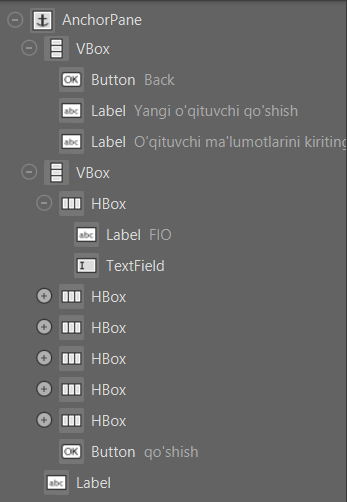 AnchorPane
VBox
OK Button Back
abc Label Yangi o'qituvchi qo'shish
abc Label O'qituvchi ma'lumotlarini kiriting
VBox
HBox
abc Label FIO
I TextField
HBox
HBox
HBox
HBox
HBox
OK Button qo'shish
abc Label